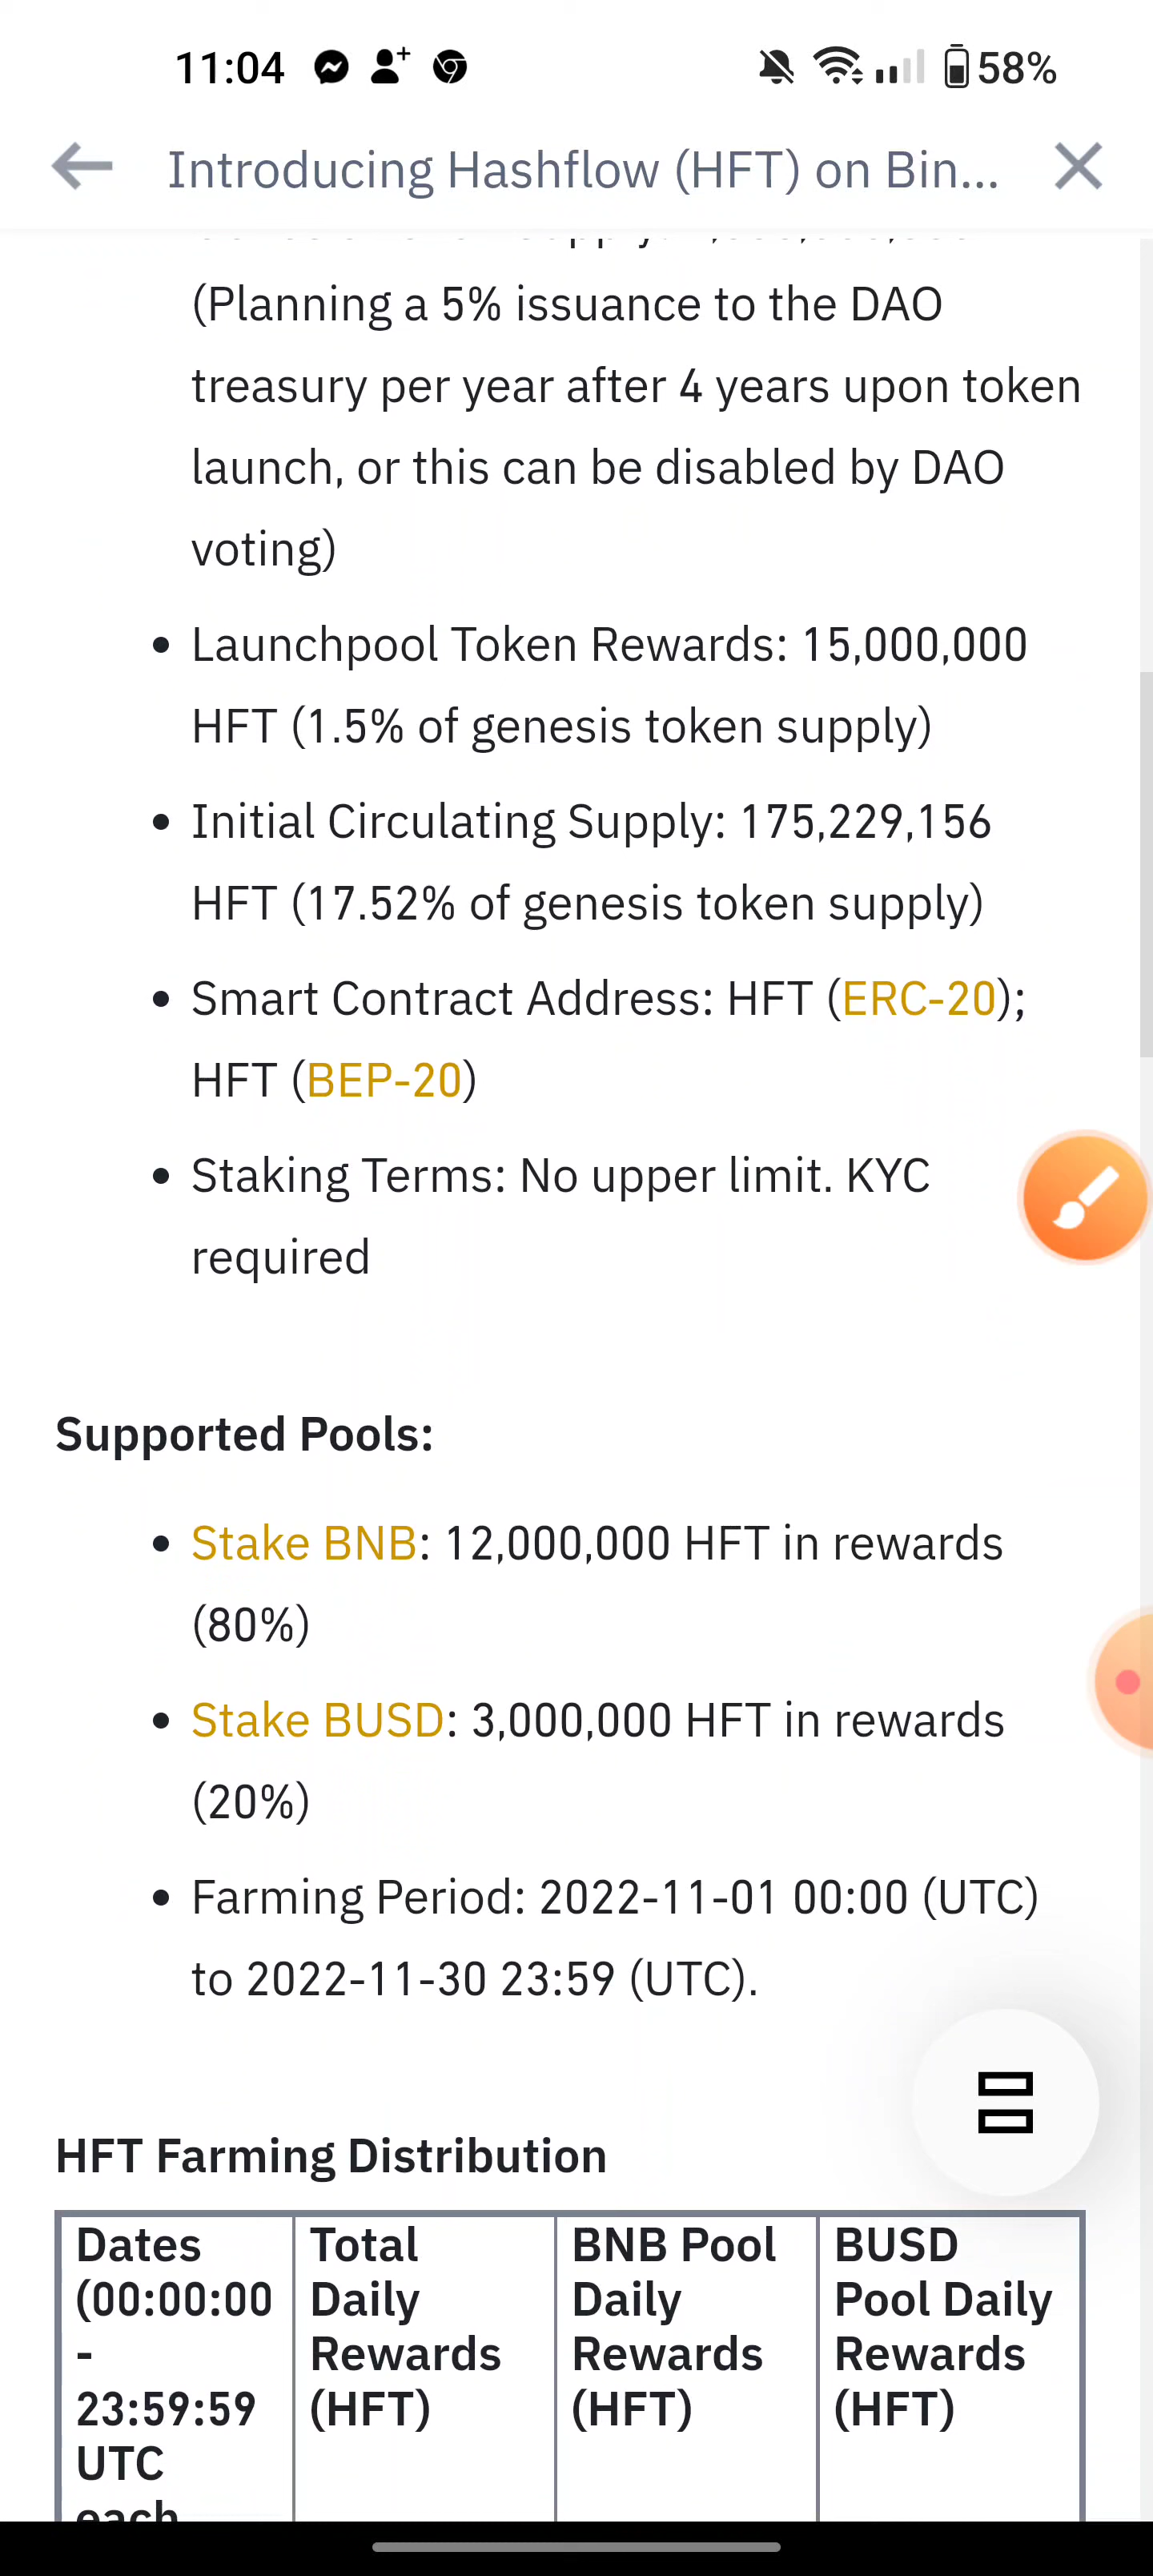 11:04
58%
Introducing Hashflow (HFT) on Bin...
(Planning a 5% issuance to the DAO
treasury per year after 4 years upon token
launch, or this can be disabled by DAO
voting)
• Launchpool Token Rewards: 15,000,000
HFT (1.5% of genesis token supply)
• Initial Circulating Supply: 175,229,156
HFT (17.52% of genesis token supply)
• Smart Contract Address: HFT (ERC-20);
HFT (BEP-20)
• Staking Terms: No upper limit. KYC
required
Supported Pools:
• Stake BNB: 12,000,000 HFT in rewards
(80%)
• Stake BUSD: 3,000,000 HFT in rewards
(20%)
• Farming Period: 2022-11-01 00:00 (UTC)
to 2022-11-30 23:59 (UTC).
HFT Farming Distribution
Dates
(00:00:00
-
23:59:59
UTC
each
Total
Daily
Rewards
(HFT)
BNB Pool
Daily
Rewards
(HFT)
BUSD
Pool Daily
Rewards
(HFT)